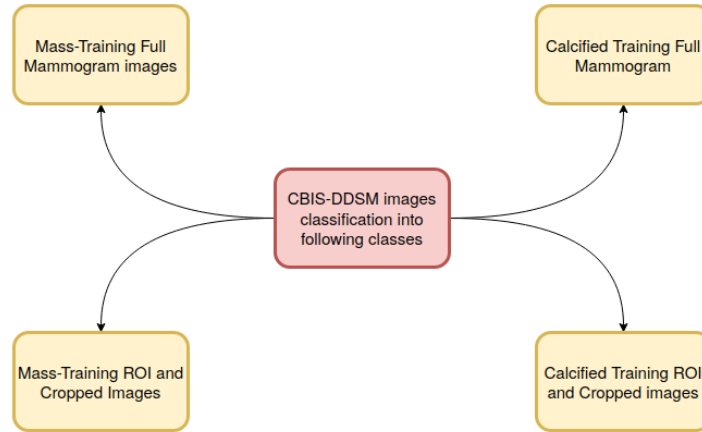 Mass-Training Full
Mammogram images
Calcified Training Full
Mammogram
CBIS-DDSM images
classification into
following classes
Mass-Training ROI and
Cropped Images
Calcified Training ROI
and Cropped images